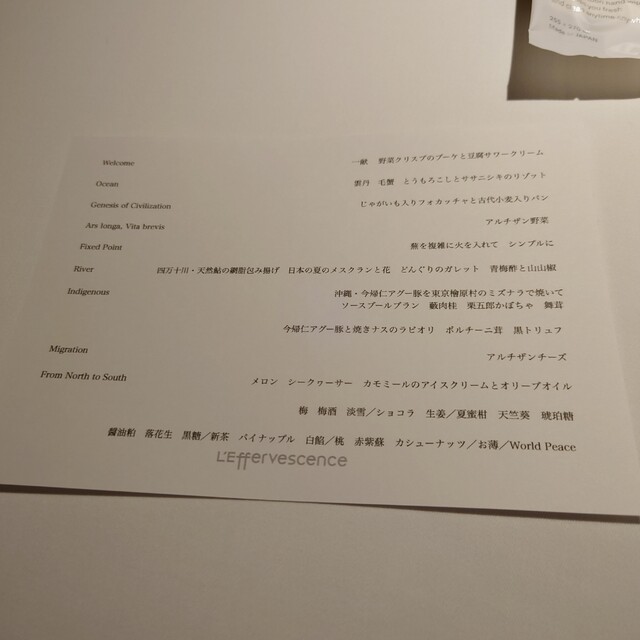 Welcome 一献 野菜クリスプのブーケと豆腐サワークリーム
Ocean 雲丹 毛蟹 とうもろこしとササニシキのリゾット
Genesis of Civilization じゃがいも入りフォカッチャと古代小麦入りパン
Ars longa, Vita brevis アルチザン野菜
Fixed Point 蕪を複雑に火を入れて シンプルに
River 四万十川・天然鮎の網脂包み揚げ 日本の夏のメスクランと花 どんぐりのガレット 青梅酢と山山椒
Indigenous 沖縄・今帰仁アグー豚を東京檜原村のミズナラで焼いて
ソースプールブラン 藪肉桂 栗五郎かぼちゃ 舞茸
今帰仁アグー豚と焼きナスのラビオリ ポルチーニ茸 黒トリュフ
Migration アルチザンチーズ
From North to South メロン シークヮーサー カモミールのアイスクリームとオリーブオイル
梅 梅酒 淡雪／ショコラ 生姜／夏蜜柑 天竺葵 琥珀糖
醤油粕 落花生 黒糖／新茶 パイナップル 白餡／桃 赤紫蘇 カシューナッツ／お薄／World Peace
L'Effervescence